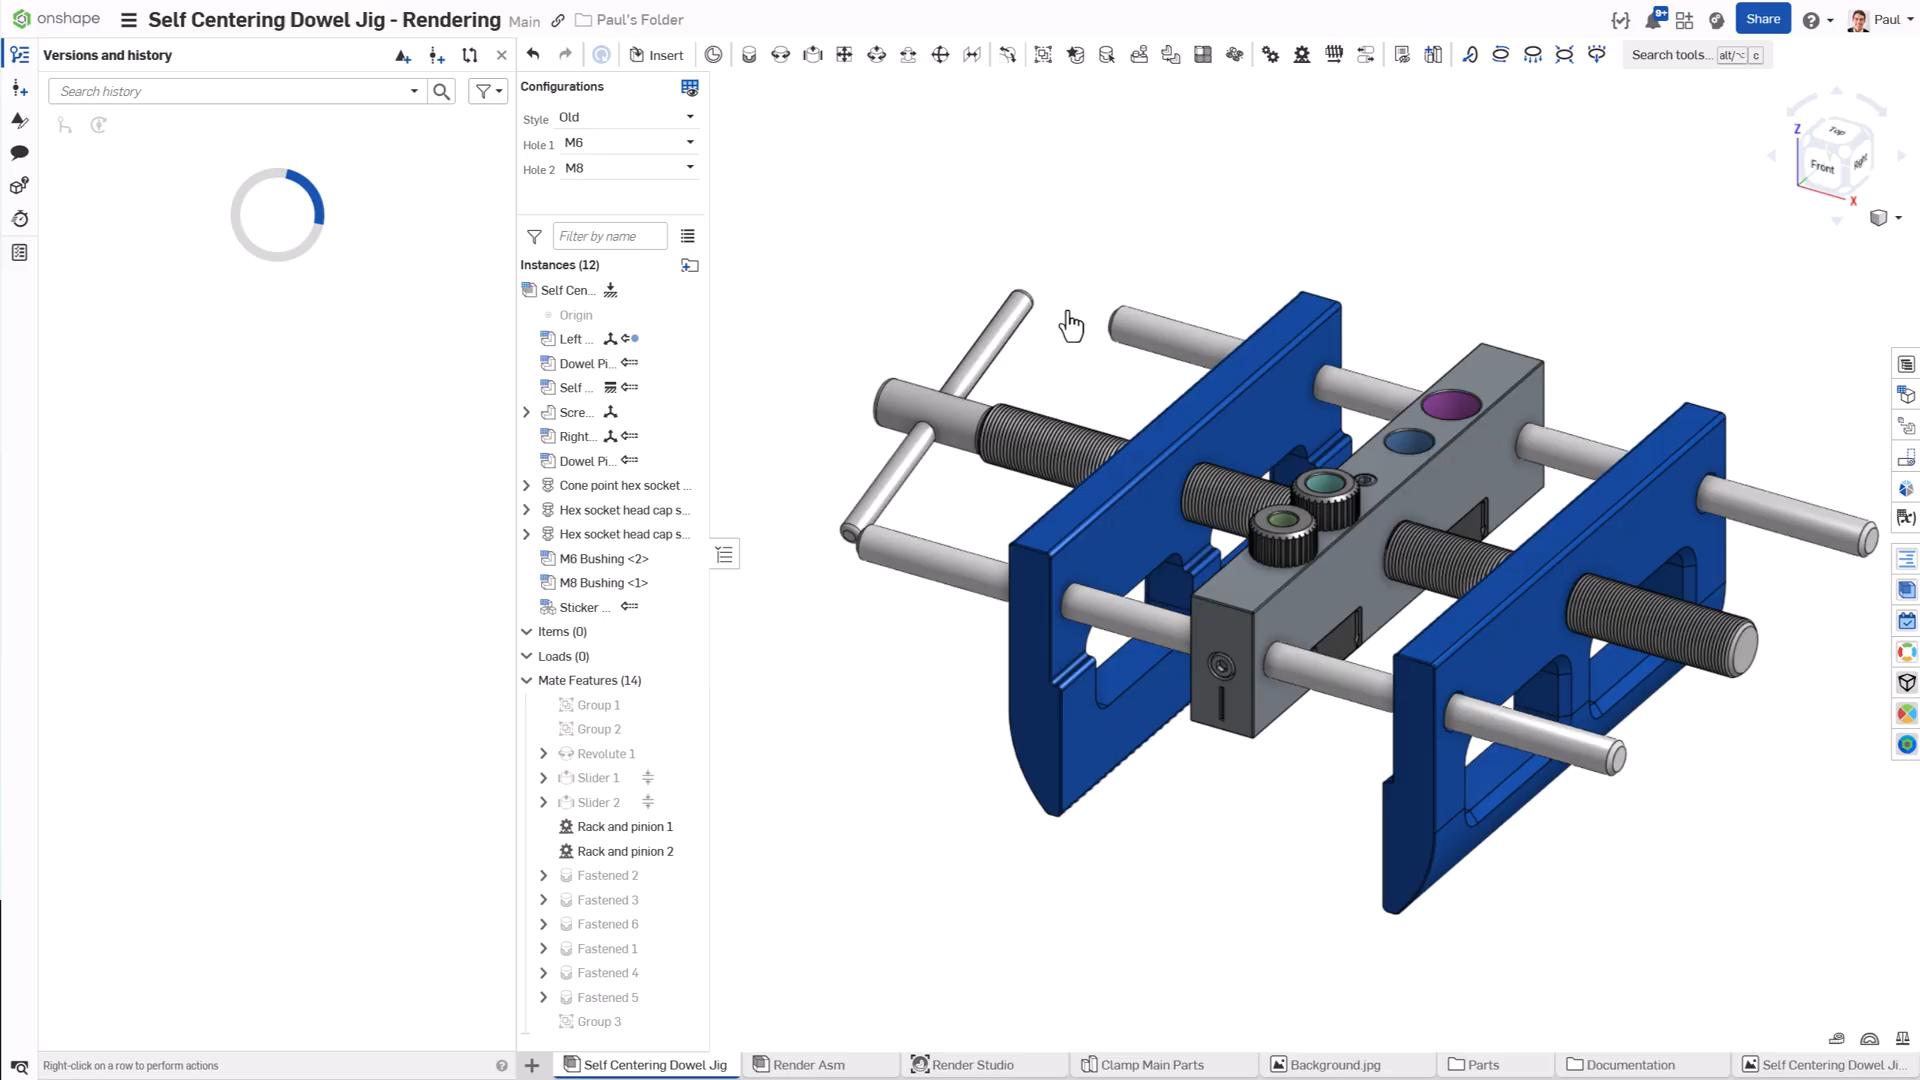 onshape
Self Centering Dowel Jig - Rendering Main Paul's Folder
9+
Share
Paul
Versions and history
Insert
Search tools... alt/⌥ c
Search history
Configurations
Style Old
Hole 1 M6
Hole 2 M8
Filter by name
Instances (12)
Self Cen...
Origin
Left ...
Dowel Pi...
Self ...
Scre...
Right...
Dowel Pi...
Cone point hex socket ...
Hex socket head cap s...
Hex socket head cap s...
M6 Bushing <2>
M8 Bushing <1>
Sticker ...
Items (0)
Loads (0)
Mate Features (14)
Group 1
Group 2
Revolute 1
Slider 1
Slider 2
Rack and pinion 1
Rack and pinion 2
Fastened 2
Fastened 3
Fastened 6
Fastened 1
Fastened 4
Fastened 5
Group 3
Z
Top
Front
Right
X
Right-click on a row to perform actions
Self Centering Dowel Jig
Render Asm
Render Studio
Clamp Main Parts
Background.jpg
Parts
Documentation
Self Centering Dowel Ji...